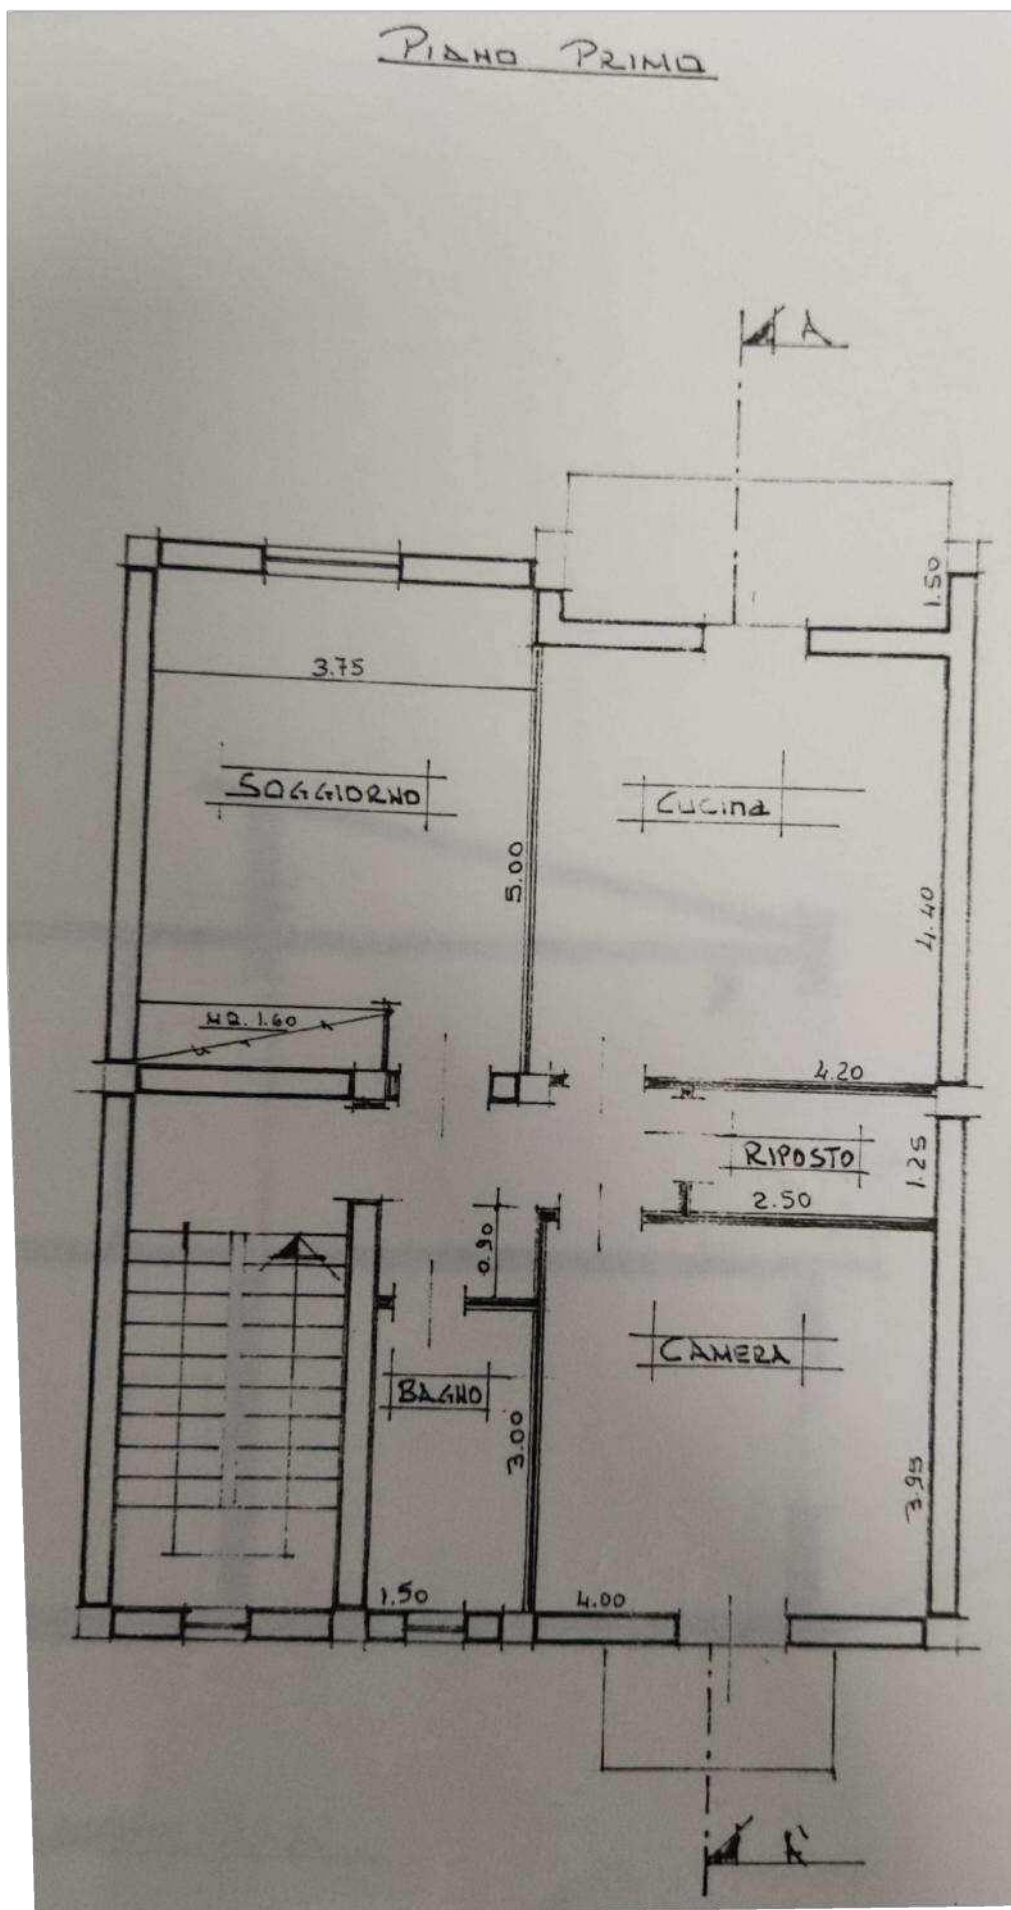 PIANO PRIMO
A
1.50
3.75
SOGGIORNO
Cucina
5.00
4.40
MQ. 1.60
4.20
RIPOSTO
1.25
2.50
0.90
CAMERA
BAGNO
3.00
3.95
1.50
4.00
A'